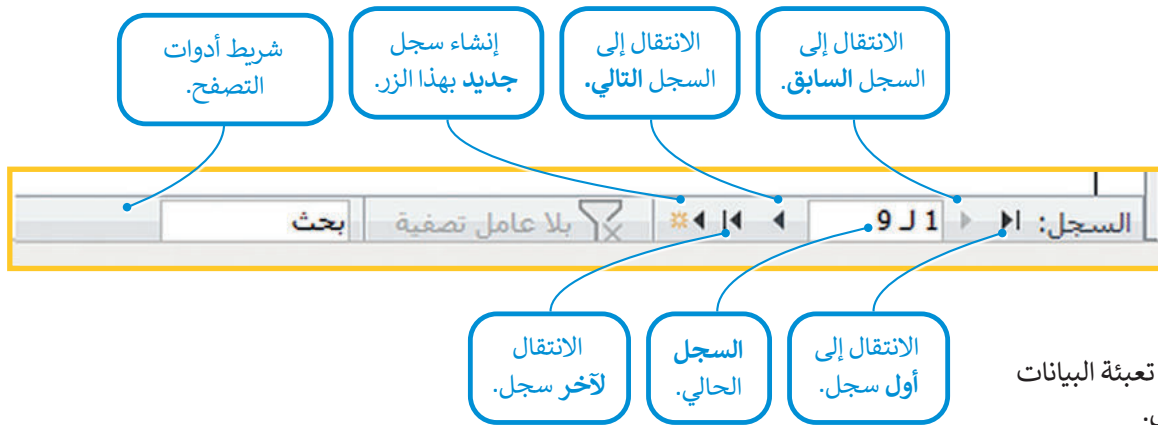 الانتقال إلى
السجل السابق.
الانتقال إلى
السجل التالي.
إنشاء سجل
جديد بهذا الزر.
شريط أدوات
التصفح.
السجل: 1 لـ 9 بلا عامل تصفية بحث
الانتقال إلى
أول سجل.
السجل
الحالي.
الانتقال
لآخر سجل.
تعبئة البيانات